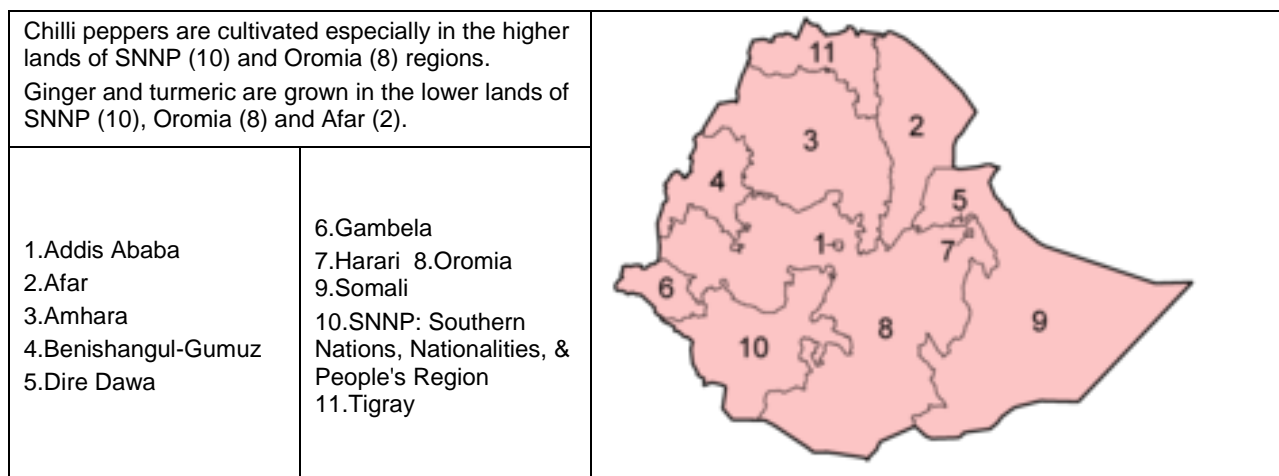 Chilli peppers are cultivated especially in the higher
lands of SNNP (10) and Oromia (8) regions.
Ginger and turmeric are grown in the lower lands of
SNNP (10), Oromia (8) and Afar (2).
1.Addis Ababa
2.Afar
3.Amhara
4.Benishangul-Gumuz
5.Dire Dawa
6.Gambela
7.Harari 8.Oromia
9.Somali
10.SNNP: Southern
Nations, Nationalities, &
People's Region
11.Tigray
11
2
3
4
5
1
7
6
8
9
10